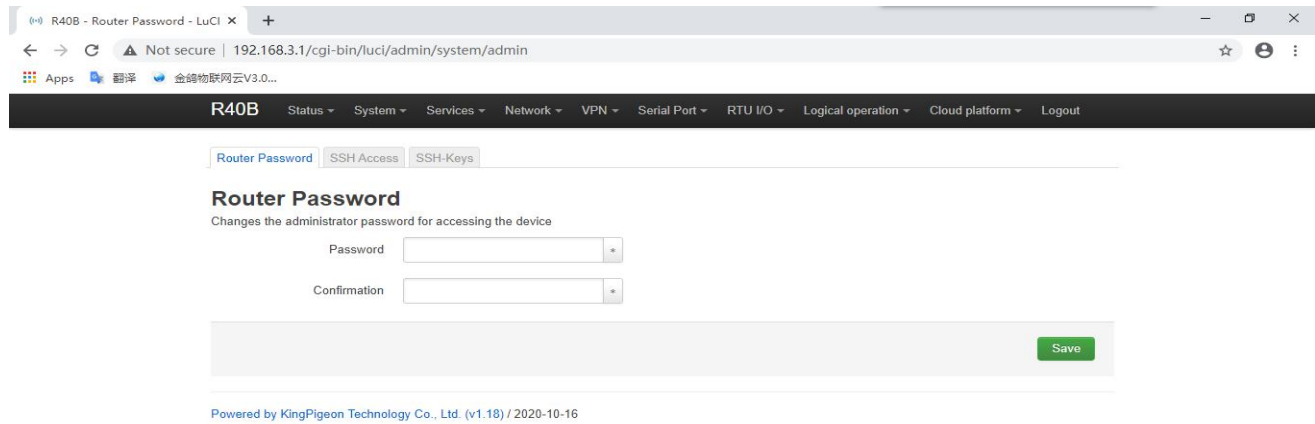 R40B - Router Password - LuCI
Not secure | 192.168.3.1/cgi-bin/luci/admin/system/admin
Apps 翻译 金鸽物联网云V3.0...
R40B Status System Services Network VPN Serial Port RTU I/O Logical operation Cloud platform Logout
Router Password SSH Access SSH-Keys
Router Password
Changes the administrator password for accessing the device
Password *
Confirmation *
Save
Powered by KingPigeon Technology Co., Ltd. (v1.18) / 2020-10-16